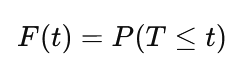 F(t) = P(T ≤ t)